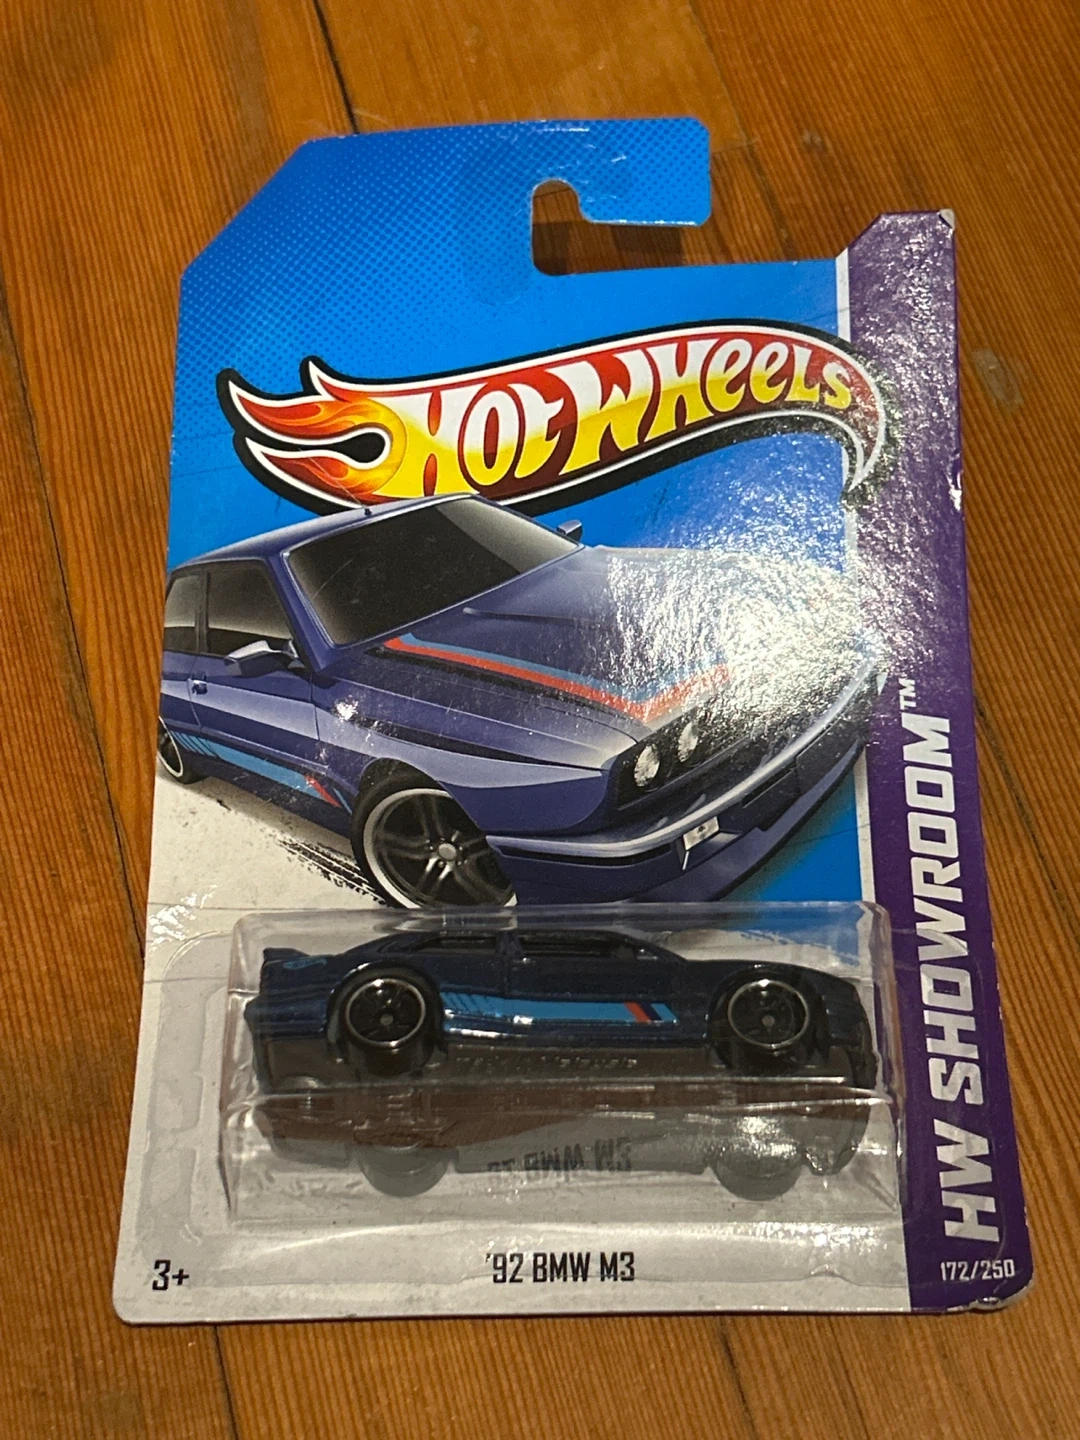 HOT WHEELS
HW SHOWROOM™
3+
'92 BMW M3
172/250